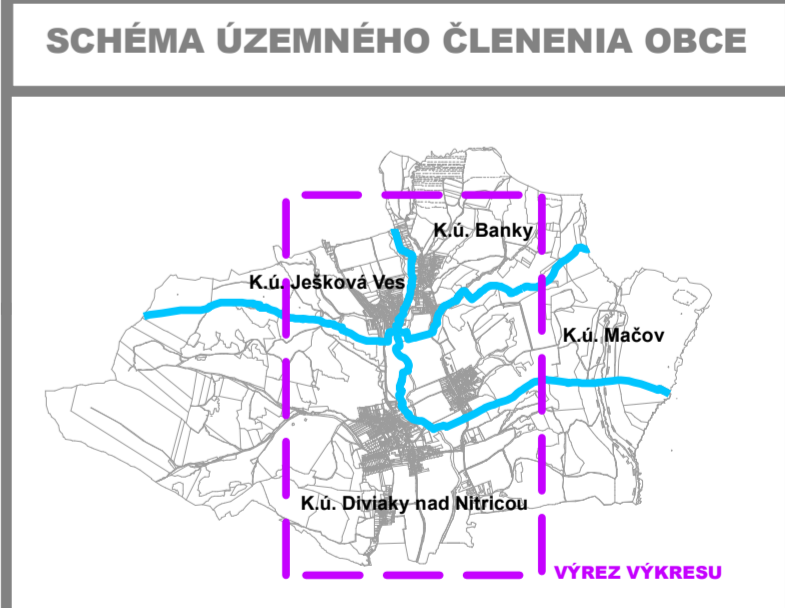 SCHÉMA ÚZEMNÉHO ČLENENIA OBCE
K.ú. Banky
K.ú. Ješková Ves
K.ú. Mačov
K.ú. Diviaky nad Nitricou
VÝREZ VÝKRESU